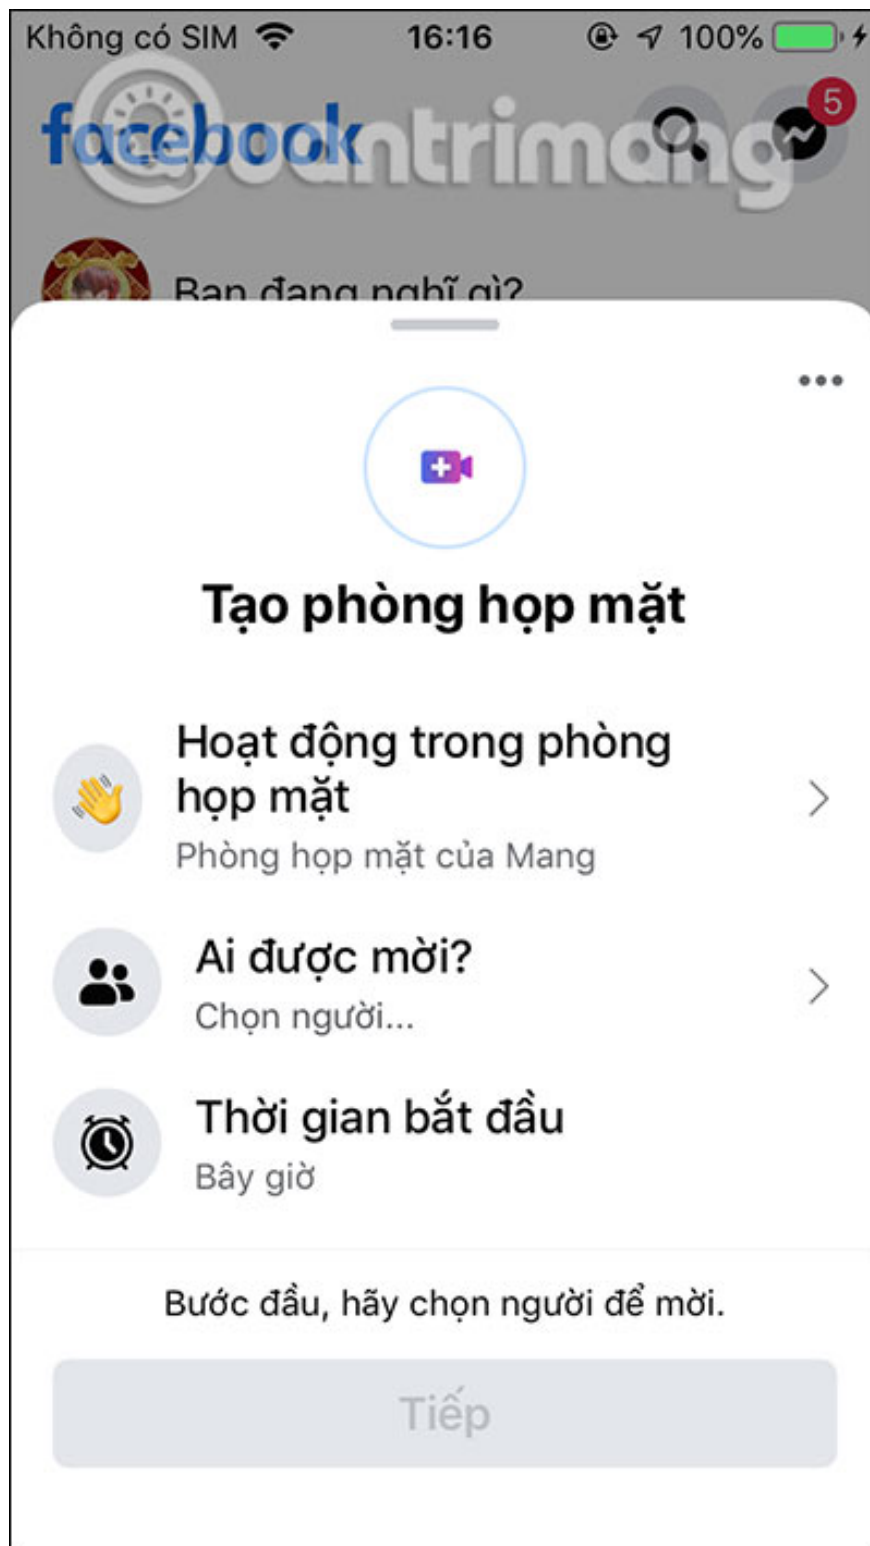 Không có SIM 16:16 100%
facebook
Quantrimang
5
Bạn đang nghĩ gì?
Tạo phòng họp mặt
Hoạt động trong phòng
họp mặt
Phòng họp mặt của Mang
Ai được mời?
Chọn người...
Thời gian bắt đầu
Bây giờ
Bước đầu, hãy chọn người để mời.
Tiếp